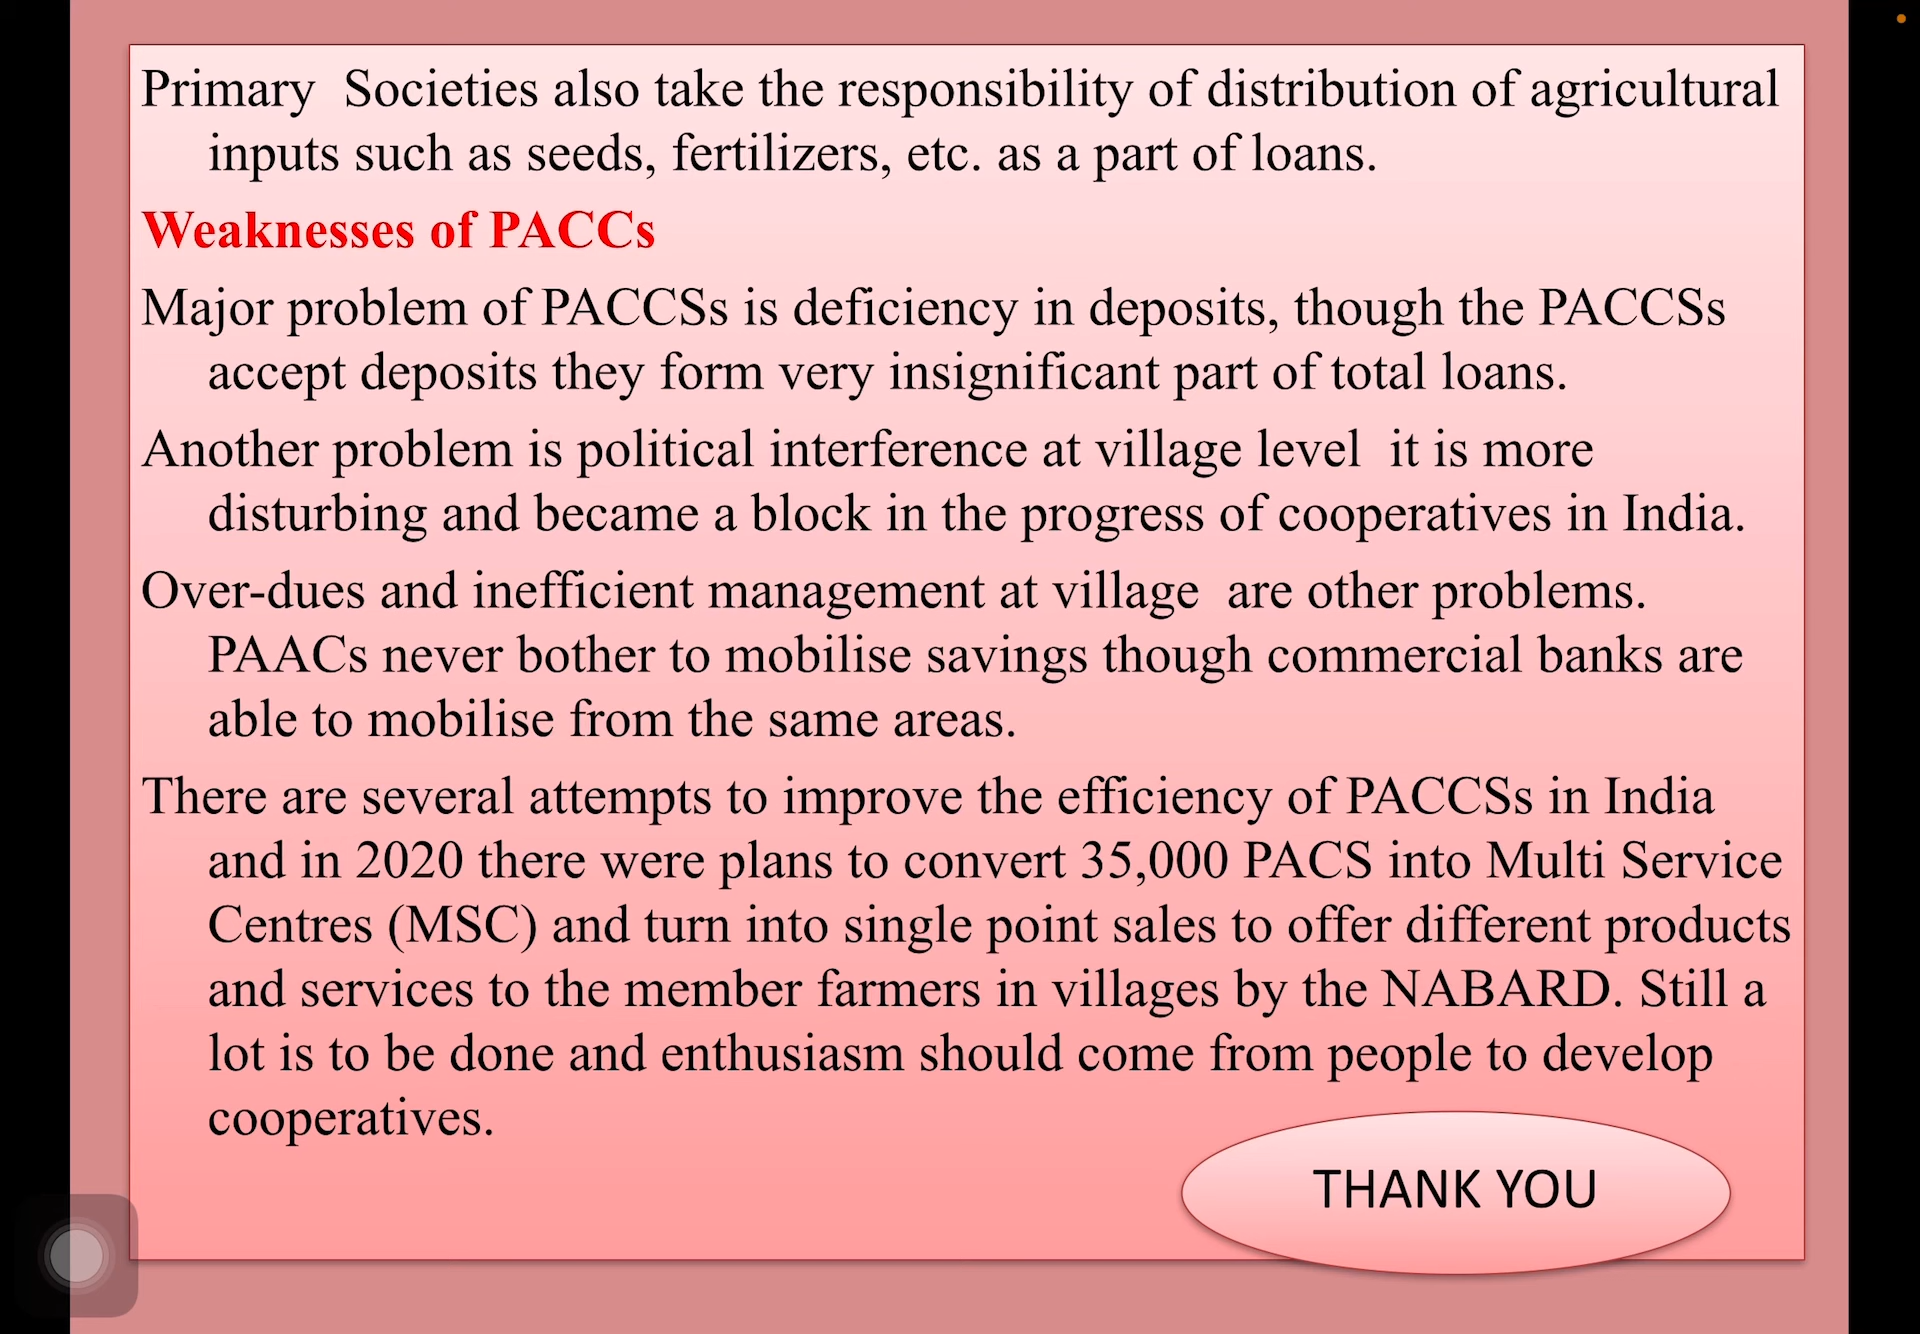 Primary  Societies also take the responsibility of distribution of agricultural
inputs such as seeds, fertilizers, etc. as a part of loans.
Weaknesses of PACCs
Major problem of PACCSs is deficiency in deposits, though the PACCSs
accept deposits they form very insignificant part of total loans.
Another problem is political interference at village level  it is more
disturbing and became a block in the progress of cooperatives in India.
Over-dues and inefficient management at village  are other problems.
PAACs never bother to mobilise savings though commercial banks are
able to mobilise from the same areas.
There are several attempts to improve the efficiency of PACCSs in India
and in 2020 there were plans to convert 35,000 PACS into Multi Service
Centres (MSC) and turn into single point sales to offer different products
and services to the member farmers in villages by the NABARD. Still a
lot is to be done and enthusiasm should come from people to develop
cooperatives.
THANK YOU